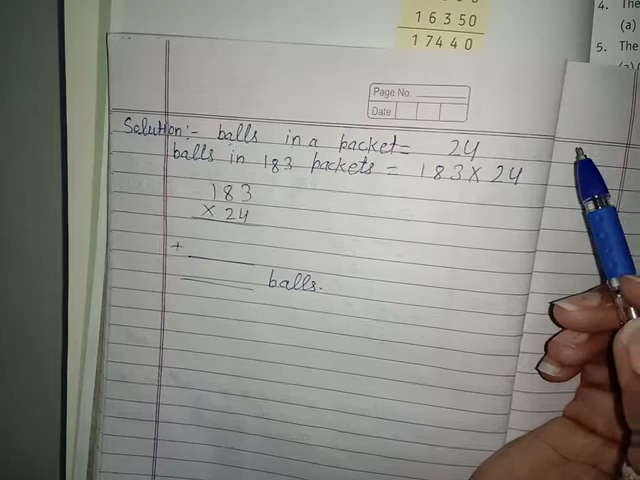 16350
17440
4. The
(a)
5. The
Page No.
Date
Solution:- balls in a packet= 24
balls in 183 packets = 183 x 24
183
x 24
+
balls.